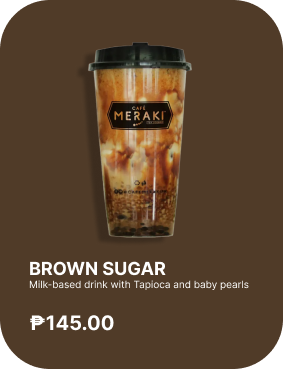 CAFÉ
MERAKI
BROWN SUGAR
Milk-based drink with Tapioca and baby pearls
₱145.00